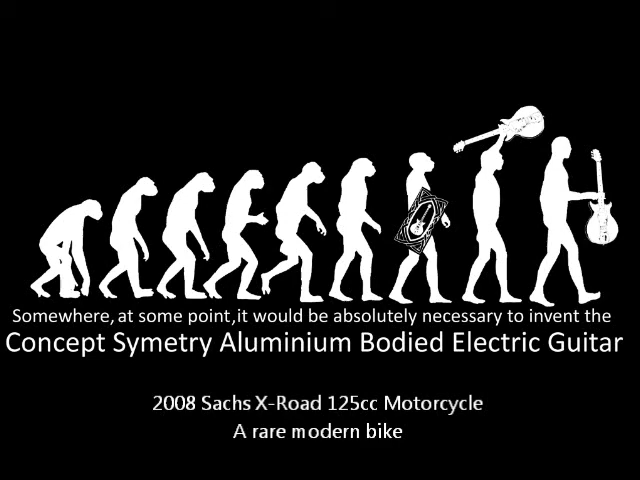 Somewhere, at some point,it would be absolutely necessary to invent the
Concept Symetry Aluminium Bodied Electric Guitar
2008 Sachs X-Road 125cc Motorcycle
A rare modern bike